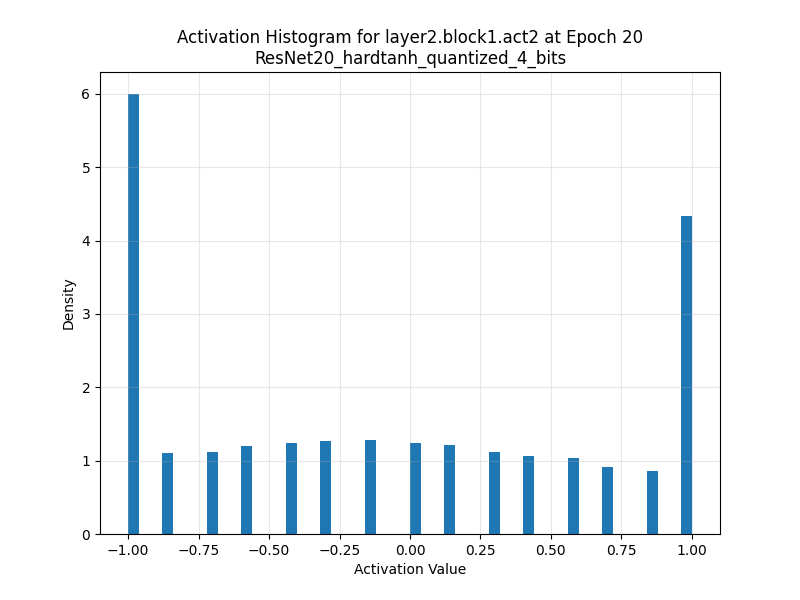 Activation Histogram for layer2.block1.act2 at Epoch 20
ResNet20_hardtanh_quantized_4_bits
6
5
4
3
2
1
0
Density
−1.00 −0.75 −0.50 −0.25 0.00 0.25 0.50 0.75 1.00
Activation Value